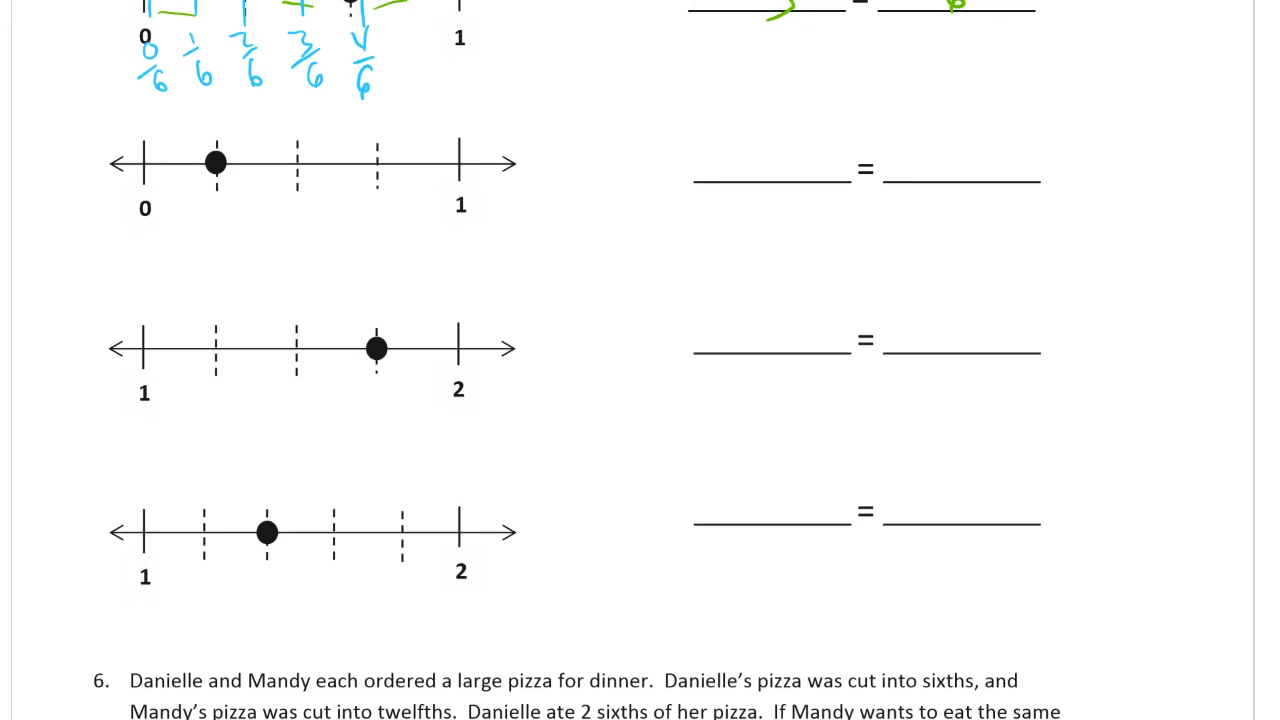 0 1
0/6 1/6 2/6 3/6 4/6
=
0 1
=
1 2
=
1 2
=
6. Danielle and Mandy each ordered a large pizza for dinner. Danielle's pizza was cut into sixths, and
Mandy's pizza was cut into twelfths. Danielle ate 2 sixths of her pizza. If Mandy wants to eat the same